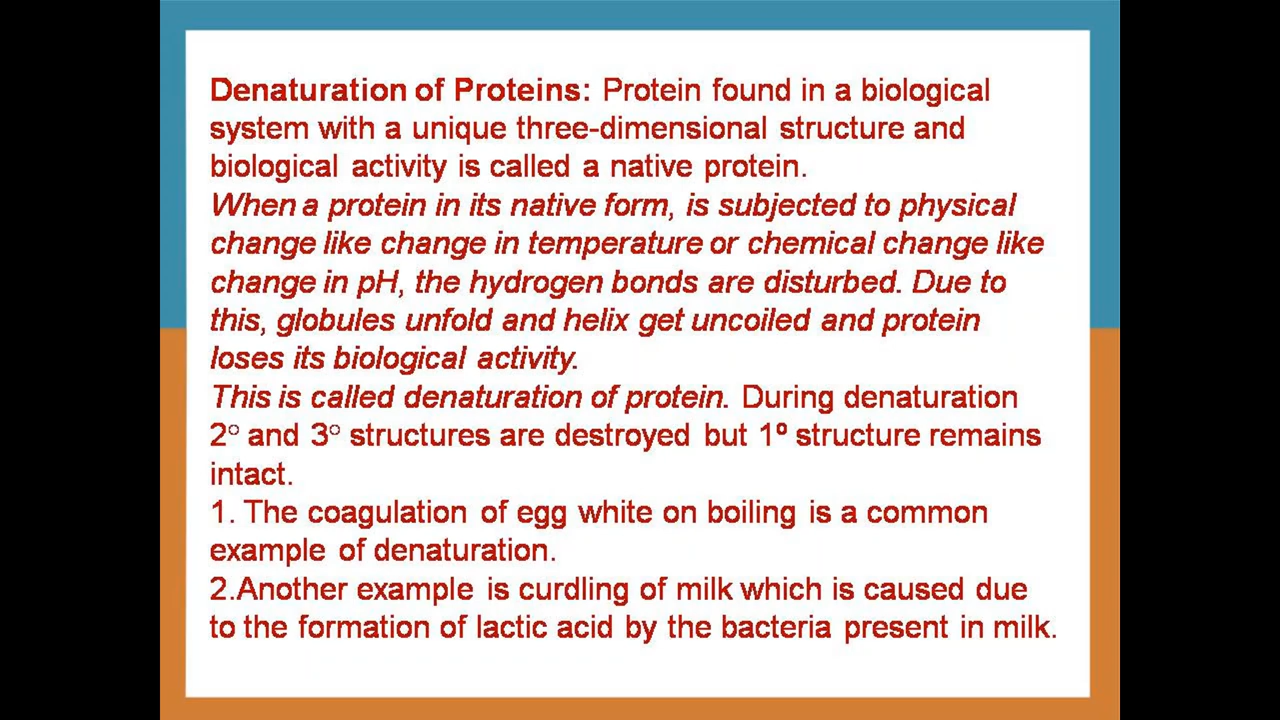 Denaturation of Proteins: Protein found in a biological
system with a unique three-dimensional structure and
biological activity is called a native protein.
When a protein in its native form, is subjected to physical
change like change in temperature or chemical change like
change in pH, the hydrogen bonds are disturbed. Due to
this, globules unfold and helix get uncoiled and protein
loses its biological activity.
This is called denaturation of protein. During denaturation
2° and 3° structures are destroyed but 1º structure remains
intact.
1. The coagulation of egg white on boiling is a common
example of denaturation.
2.Another example is curdling of milk which is caused due
to the formation of lactic acid by the bacteria present in milk.